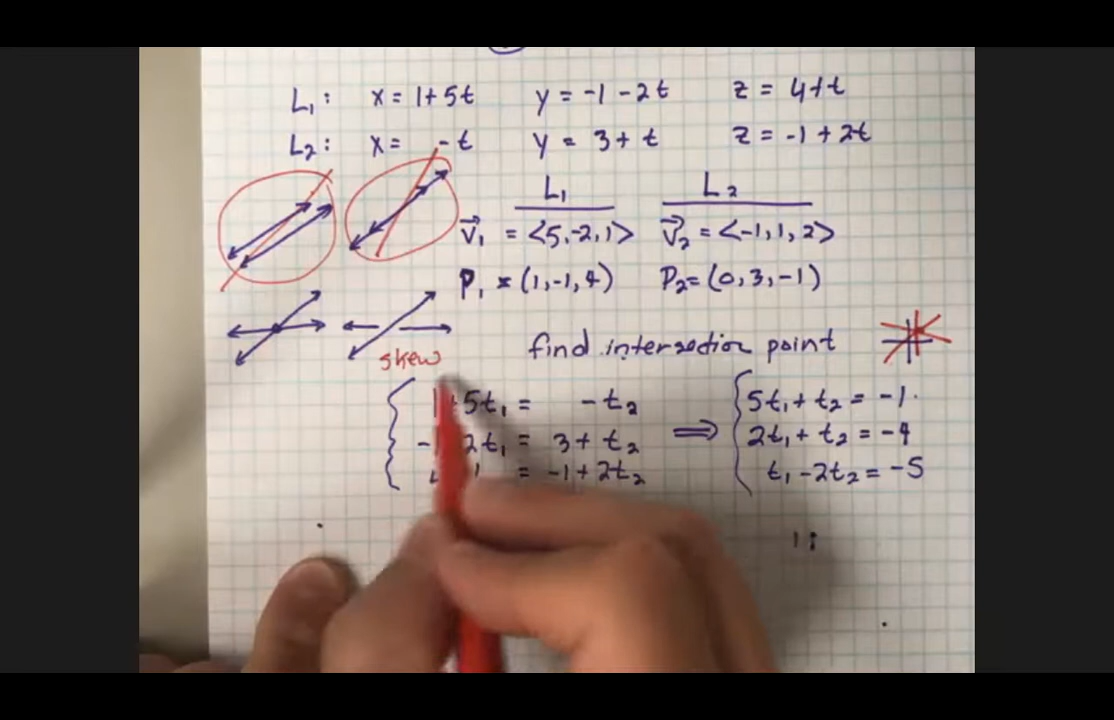 L₁: x = 1+5t y = -1-2t z = 4+t
L₂: x = -t y = 3+t z = -1+2t
L₁ L₂
v⃗₁ = <5,-2,1> v⃗₂ = <-1,1,2>
P₁ = (1,-1,4) P₂= (0,3,-1)
find intersection point
skew
5t₁ = -t₂ ⇒ 5t₁+t₂ = -1
2t₁ = 3+t₂ 2t₁+t₂ = -4
= -1+2t₂ t₁-2t₂ = -5